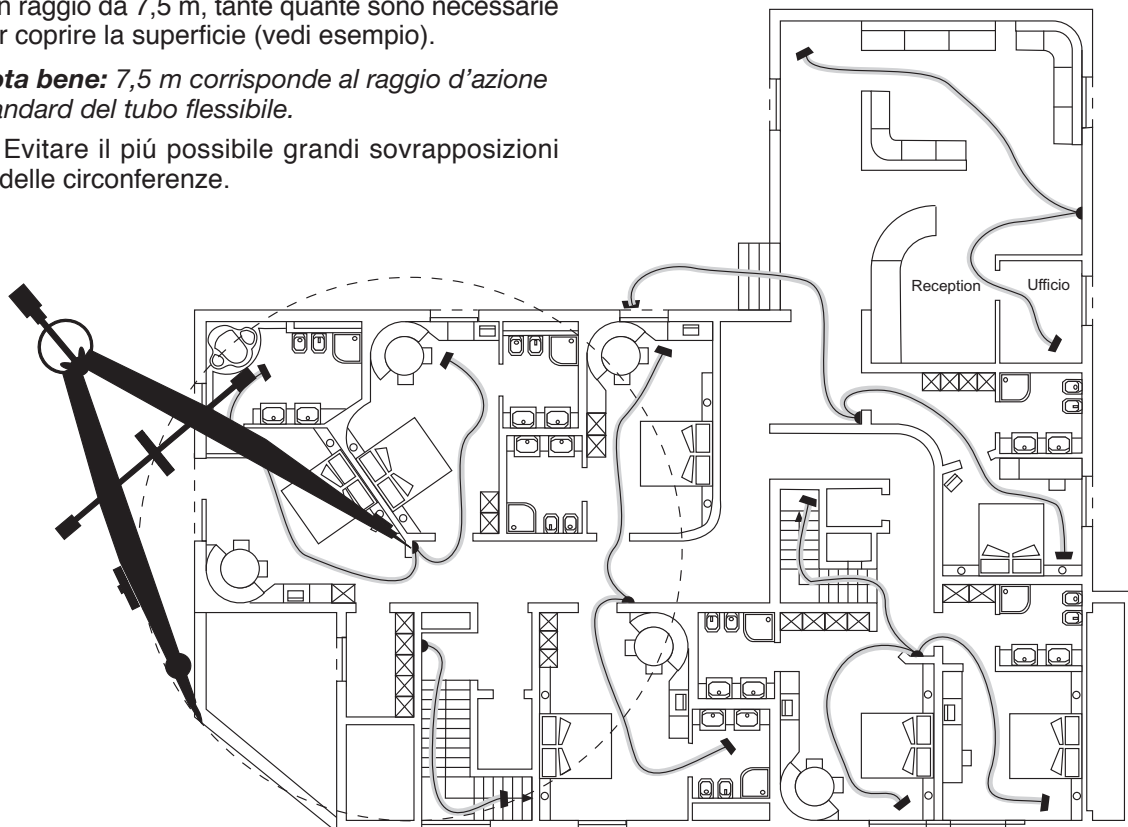 n raggio da 7,5 m, tante quante sono necessarie
r coprire la superficie (vedi esempio).
ota bene: 7,5 m corrisponde al raggio d'azione
andard del tubo flessibile.
Evitare il piú possibile grandi sovrapposizioni
delle circonferenze.
Reception
Ufficio